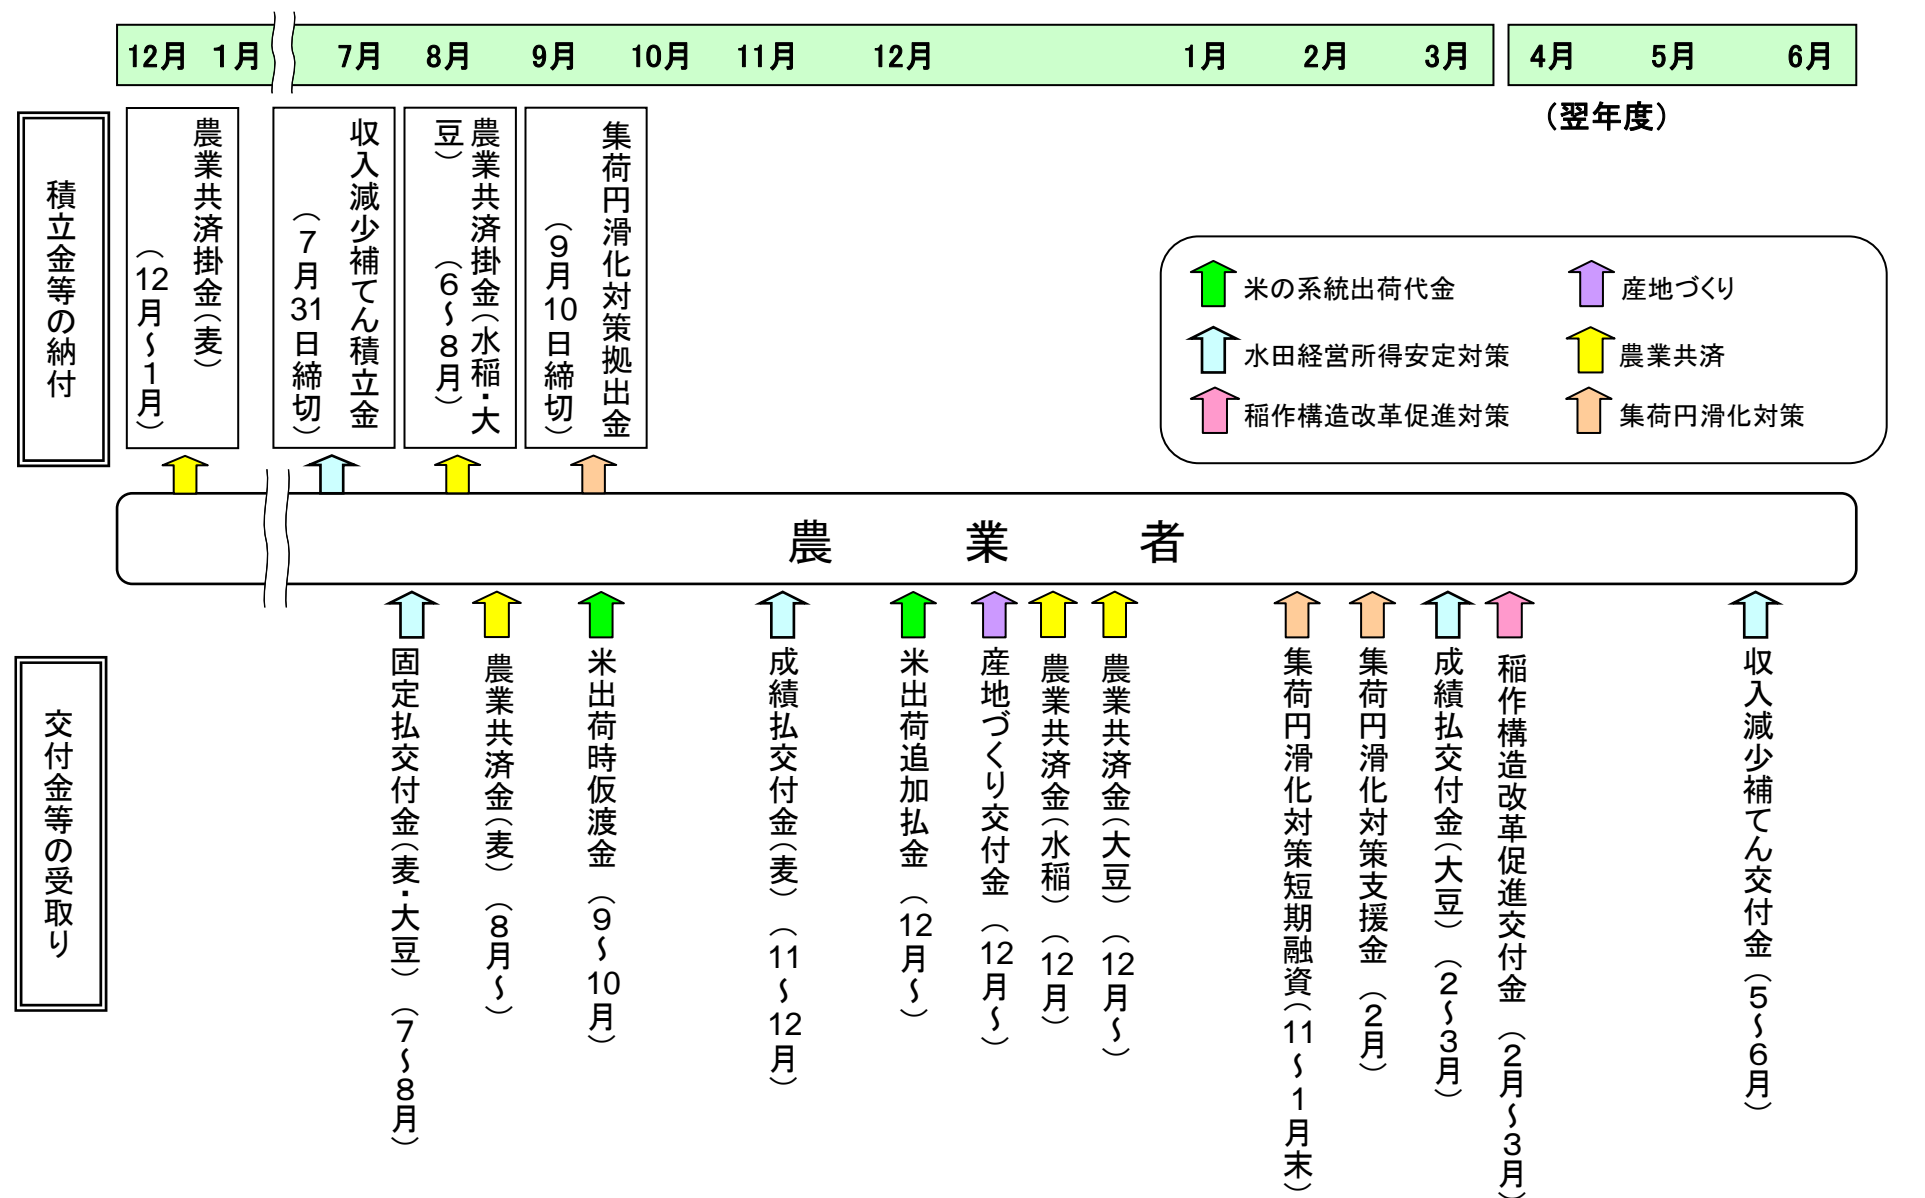 12月 1月 7月 8月 9月 10月 11月 12月 1月 2月 3月 4月 5月 6月
（翌年度）
積立金等の納付
農業共済掛金（麦）
（12月～1月）
収入減少補てん積立金
（７月31日締切）
農業共済掛金（水稲・大
豆）　（６～８月）
集荷円滑化対策拠出金
（９月10日締切）
米の系統出荷代金
産地づくり
水田経営所得安定対策
農業共済
稲作構造改革促進対策
集荷円滑化対策
農　業　者
交付金等の受取り
固定払交付金（麦・大豆）（７～８月）
農業共済金（麦）（８月～）
米出荷時仮渡金（９～10月）
成績払交付金（麦）（11～12月）
米出荷追加払金（12月～）
産地づくり交付金（12月～）
農業共済金（水稲）（12月）
農業共済金（大豆）（12月～）
集荷円滑化対策短期融資（11～１月末）
集荷円滑化対策支援金（２月）
成績払交付金（大豆）（２～３月）
稲作構造改革促進交付金（２月～３月）
収入減少補てん交付金（５～６月）